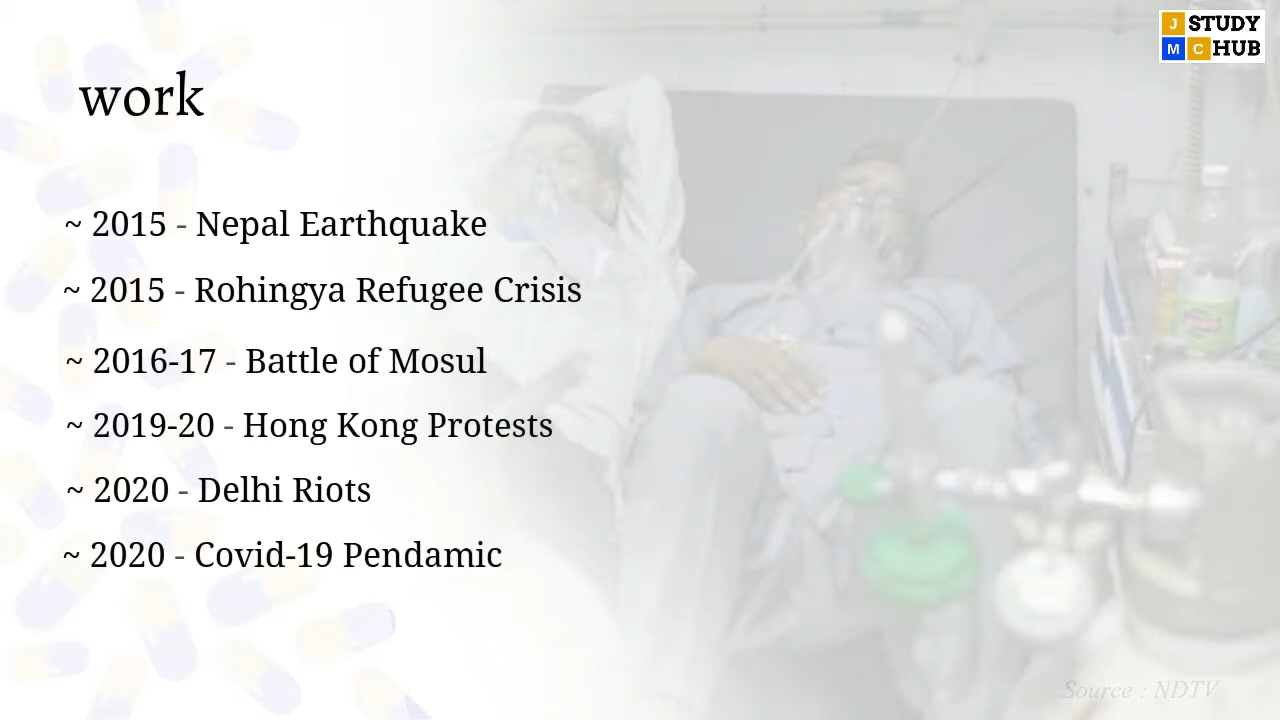 J STUDY
MC HUB
work
~ 2015 - Nepal Earthquake
~ 2015 - Rohingya Refugee Crisis
~ 2016-17 - Battle of Mosul
~ 2019-20 - Hong Kong Protests
~ 2020 - Delhi Riots
~ 2020 - Covid-19 Pendamic
Source : NDTV